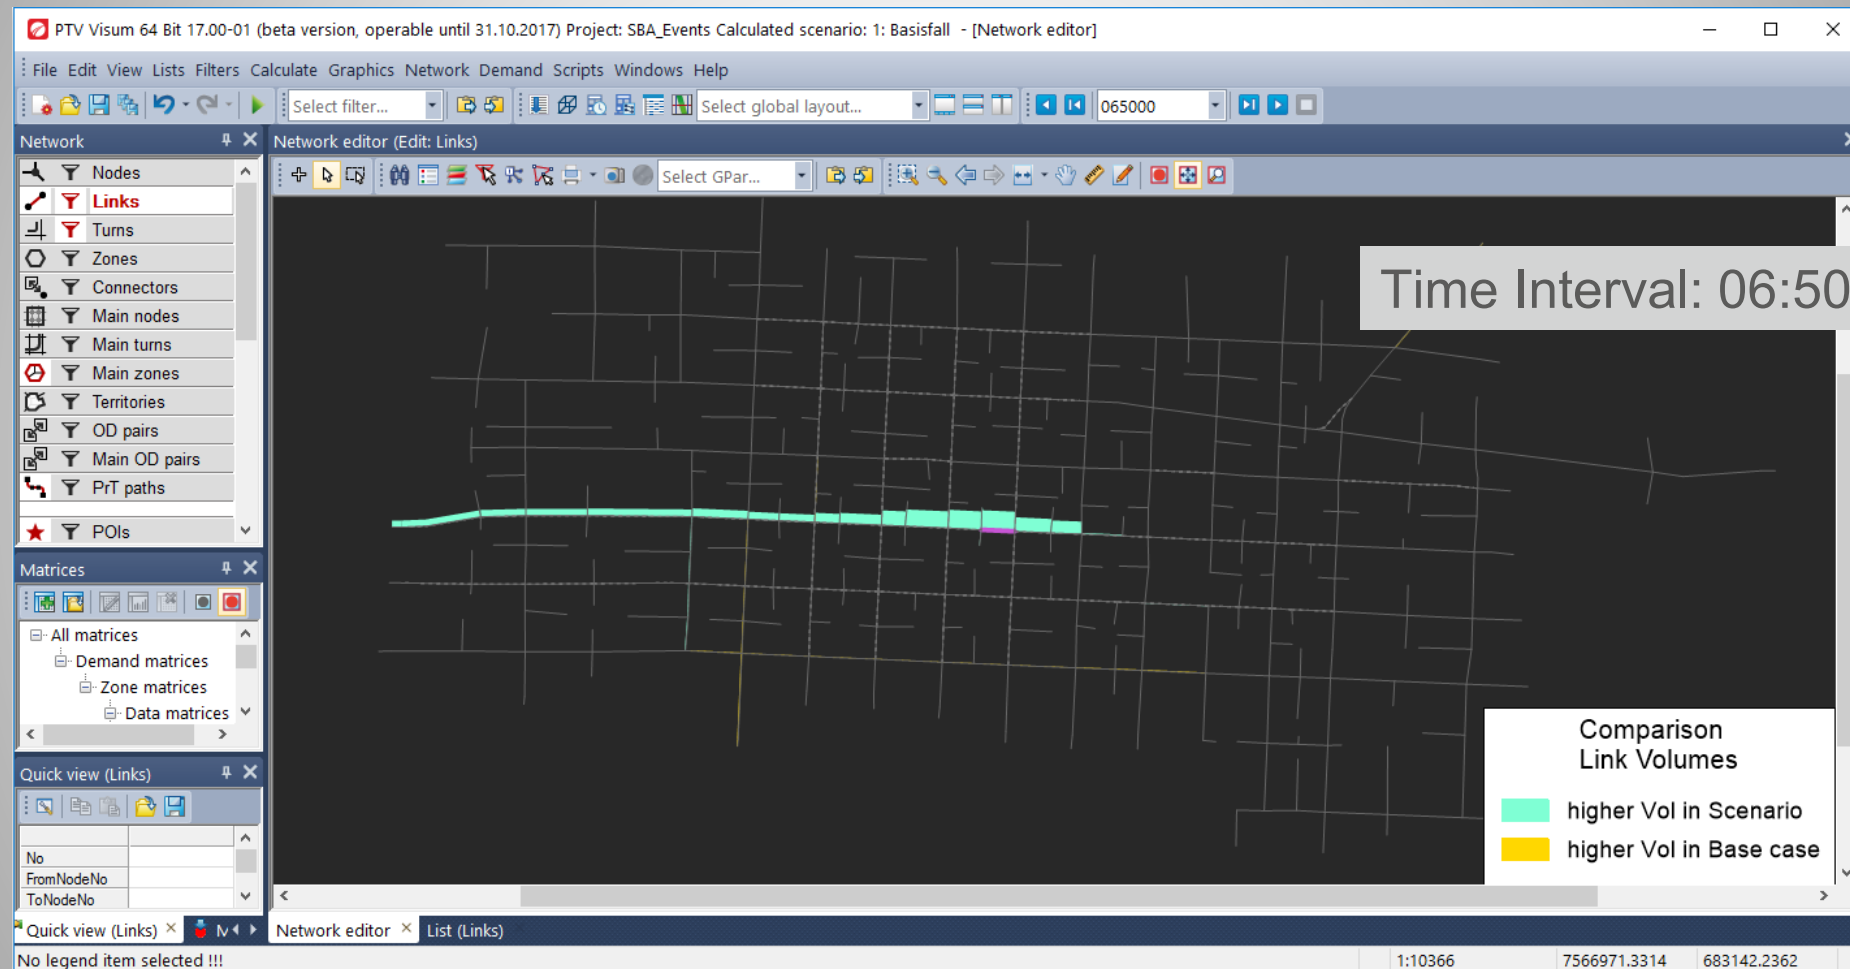 PTV Visum 64 Bit 17.00-01 (beta version, operable until 31.10.2017) Project: SBA_Events Calculated scenario: 1: Basisfall - [Network editor]
File Edit View Lists Filters Calculate Graphics Network Demand Scripts Windows Help
Select filter... Select global layout... 065000
Network
Network editor (Edit: Links)
Select GPar...
Nodes
Links
Turns
Zones
Connectors
Main nodes
Main turns
Main zones
Territories
OD pairs
Main OD pairs
PrT paths
POIs
Time Interval: 06:50
Matrices
All matrices
Demand matrices
Zone matrices
Data matrices
Comparison
Link Volumes
higher Vol in Scenario
higher Vol in Base case
Quick view (Links)
No
FromNodeNo
ToNodeNo
Quick view (Links)
Network editor List (Links)
No legend item selected !!! 1:10366 7566971.3314 683142.2362